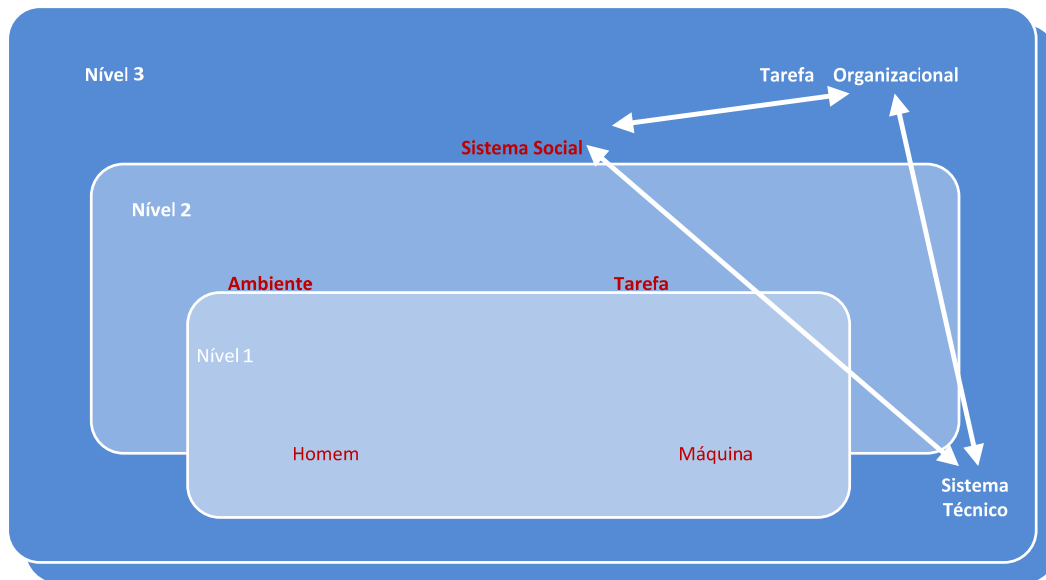 Nível 3
Tarefa Organizacional
Sistema Social
Nível 2
Ambiente
Tarefa
Nível 1
Homem
Máquina
Sistema
Técnico